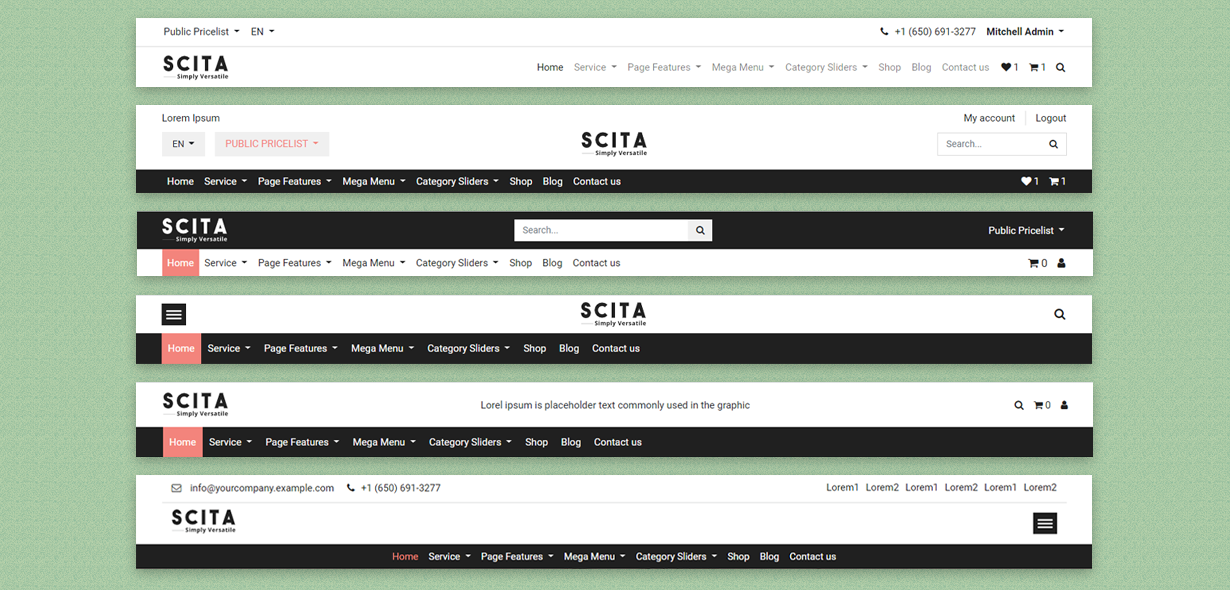 Public Pricelist EN +1 (650) 691-3277 Mitchell Admin
SCITA
Simply Versatile
Home Service Page Features Mega Menu Category Sliders Shop Blog Contact us 1 1
Lorem Ipsum My account Logout
EN PUBLIC PRICELIST SCITA Search...
Simply Versatile
Home Service Page Features Mega Menu Category Sliders Shop Blog Contact us 1 1
SCITA Search... Public Pricelist
Simply Versatile
Home Service Page Features Mega Menu Category Sliders Shop Blog Contact us 0
SCITA
Simply Versatile
Home Service Page Features Mega Menu Category Sliders Shop Blog Contact us
SCITA Lorel ipsum is placeholder text commonly used in the graphic 0
Simply Versatile
Home Service Page Features Mega Menu Category Sliders Shop Blog Contact us
info@yourcompany.example.com +1 (650) 691-3277 Lorem1 Lorem2 Lorem1 Lorem2 Lorem1 Lorem2
SCITA
Simply Versatile
Home Service Page Features Mega Menu Category Sliders Shop Blog Contact us